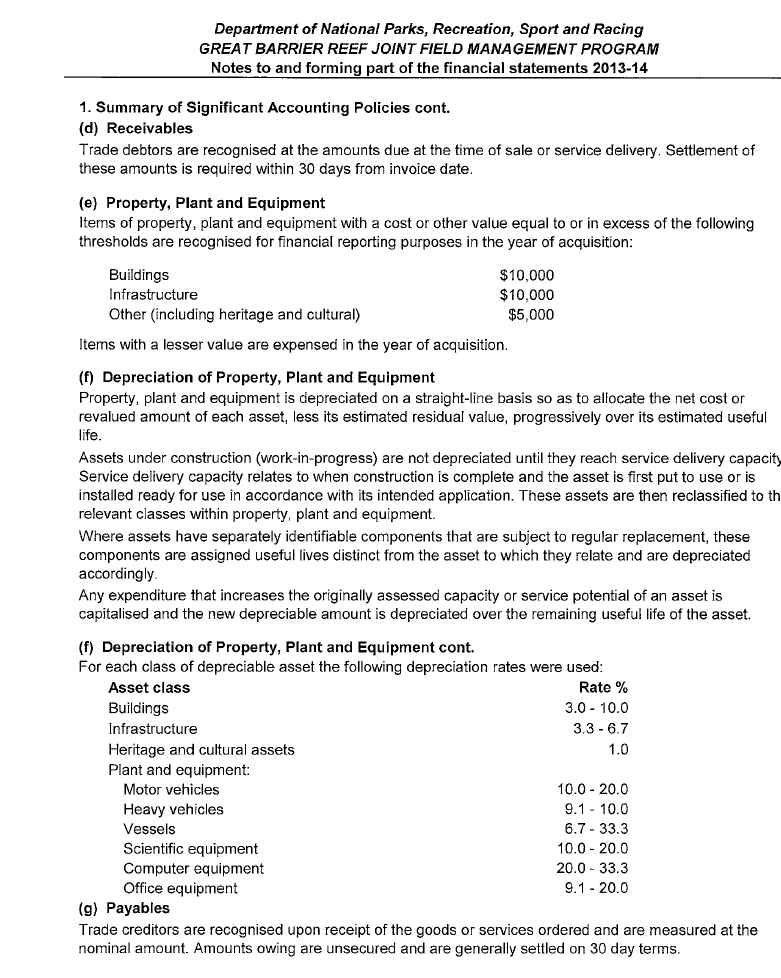 Department of National Parks, Recreation, Sport and Racing
GREAT BARRIER REEF JOINT FIELD MANAGEMENT PROGRAM
Notes to and forming part of the financial statements 2013-14
1. Summary of Significant Accounting Policies cont.
(d) Receivables
Trade debtors are recognised at the amounts due at the time of sale or service delivery. Settlement of
these amounts is required within 30 days from invoice date.
(e) Property, Plant and Equipment
Items of property, plant and equipment with a cost or other value equal to or in excess of the following
thresholds are recognised for financial reporting purposes in the year of acquisition:
Buildings $10,000
Infrastructure $10,000
Other (including heritage and cultural) $5,000
Items with a lesser value are expensed in the year of acquisition.
(f) Depreciation of Property, Plant and Equipment
Property, plant and equipment is depreciated on a straight-line basis so as to allocate the net cost or
revalued amount of each asset, less its estimated residual value, progressively over its estimated useful
life.
Assets under construction (work-in-progress) are not depreciated until they reach service delivery capacity
Service delivery capacity relates to when construction is complete and the asset is first put to use or is
installed ready for use in accordance with its intended application. These assets are then reclassified to th
relevant classes within property, plant and equipment.
Where assets have separately identifiable components that are subject to regular replacement, these
components are assigned useful lives distinct from the asset to which they relate and are depreciated
accordingly.
Any expenditure that increases the originally assessed capacity or service potential of an asset is
capitalised and the new depreciable amount is depreciated over the remaining useful life of the asset.
(f) Depreciation of Property, Plant and Equipment cont.
For each class of depreciable asset the following depreciation rates were used:
Asset class Rate %
Buildings 3.0 - 10.0
Infrastructure 3.3 - 6.7
Heritage and cultural assets 1.0
Plant and equipment:
Motor vehicles 10.0 - 20.0
Heavy vehicles 9.1 - 10.0
Vessels 6.7 - 33.3
Scientific equipment 10.0 - 20.0
Computer equipment 20.0 - 33.3
Office equipment 9.1 - 20.0
(g) Payables
Trade creditors are recognised upon receipt of the goods or services ordered and are measured at the
nominal amount. Amounts owing are unsecured and are generally settled on 30 day terms.